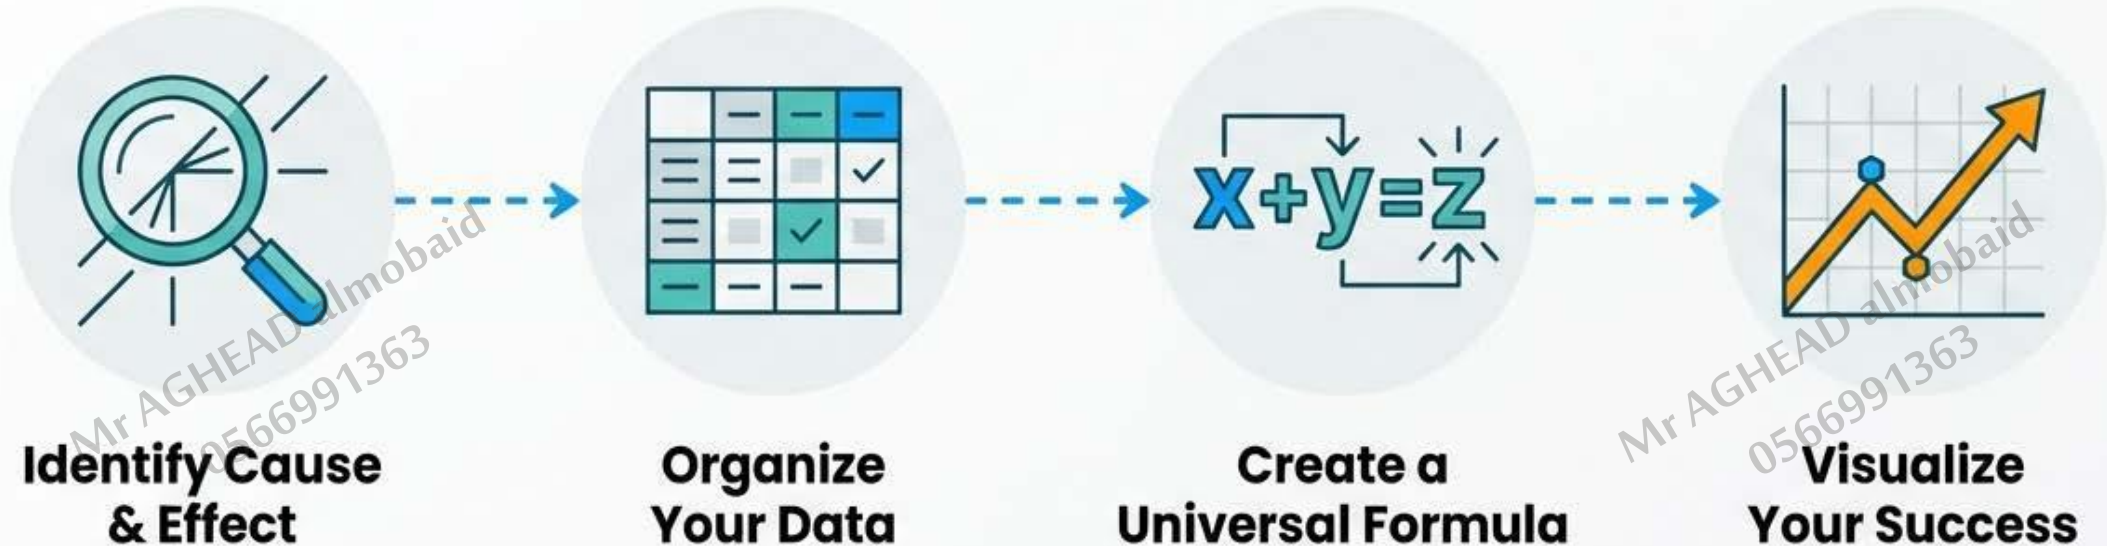 x+y=z
Mr AGHEAD almobaid
0566991363
Mr AGHEAD almobaid
0566991363
Identify Cause
& Effect
Organize
Your Data
Create a
Universal Formula
Visualize
Your Success